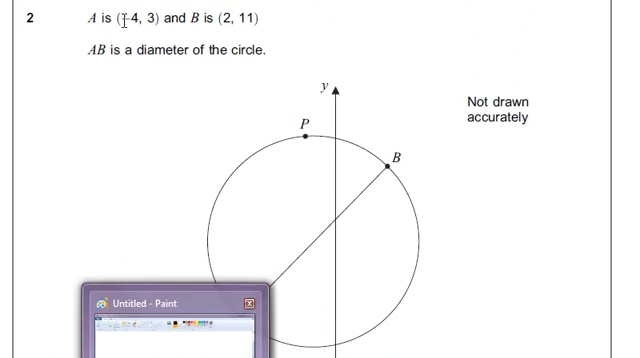 2 A is (-4, 3) and B is (2, 11)
AB is a diameter of the circle.
y
Not drawn
accurately
P
B
Untitled - Paint